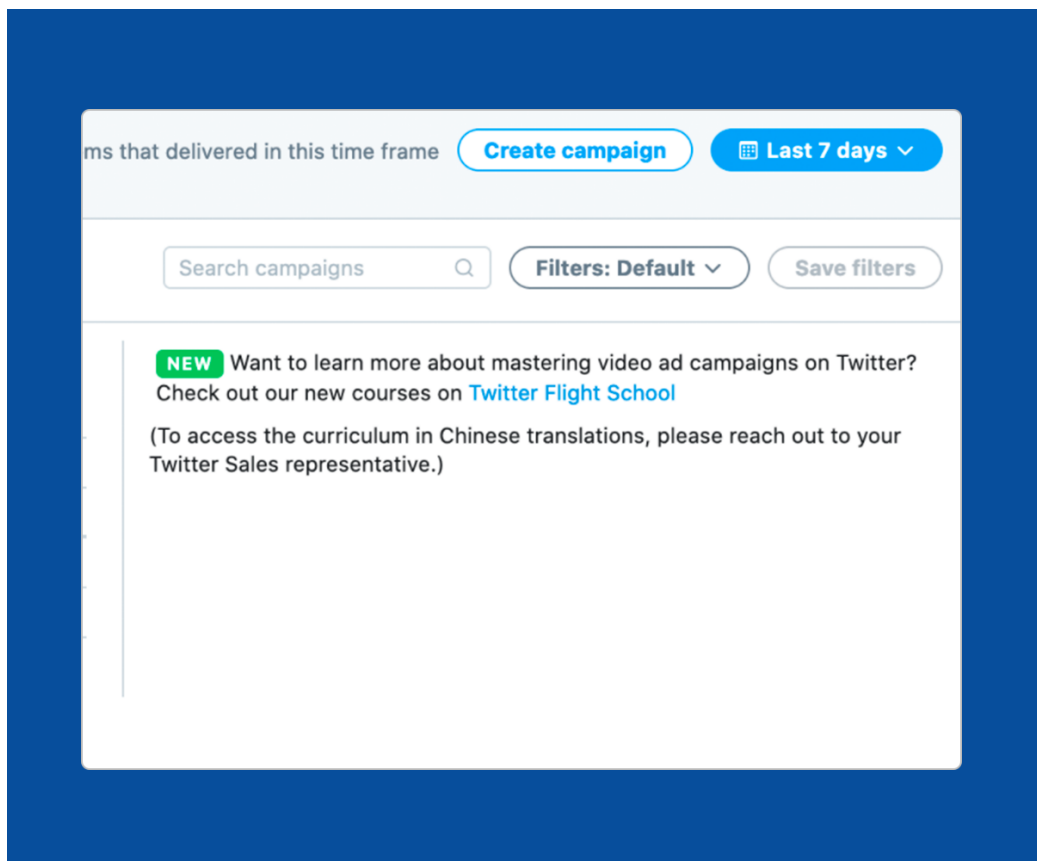 ms that delivered in this time frame
Create campaign
Last 7 days
Search campaigns
Filters: Default
Save filters
NEW Want to learn more about mastering video ad campaigns on Twitter?
Check out our new courses on Twitter Flight School
(To access the curriculum in Chinese translations, please reach out to your
Twitter Sales representative.)